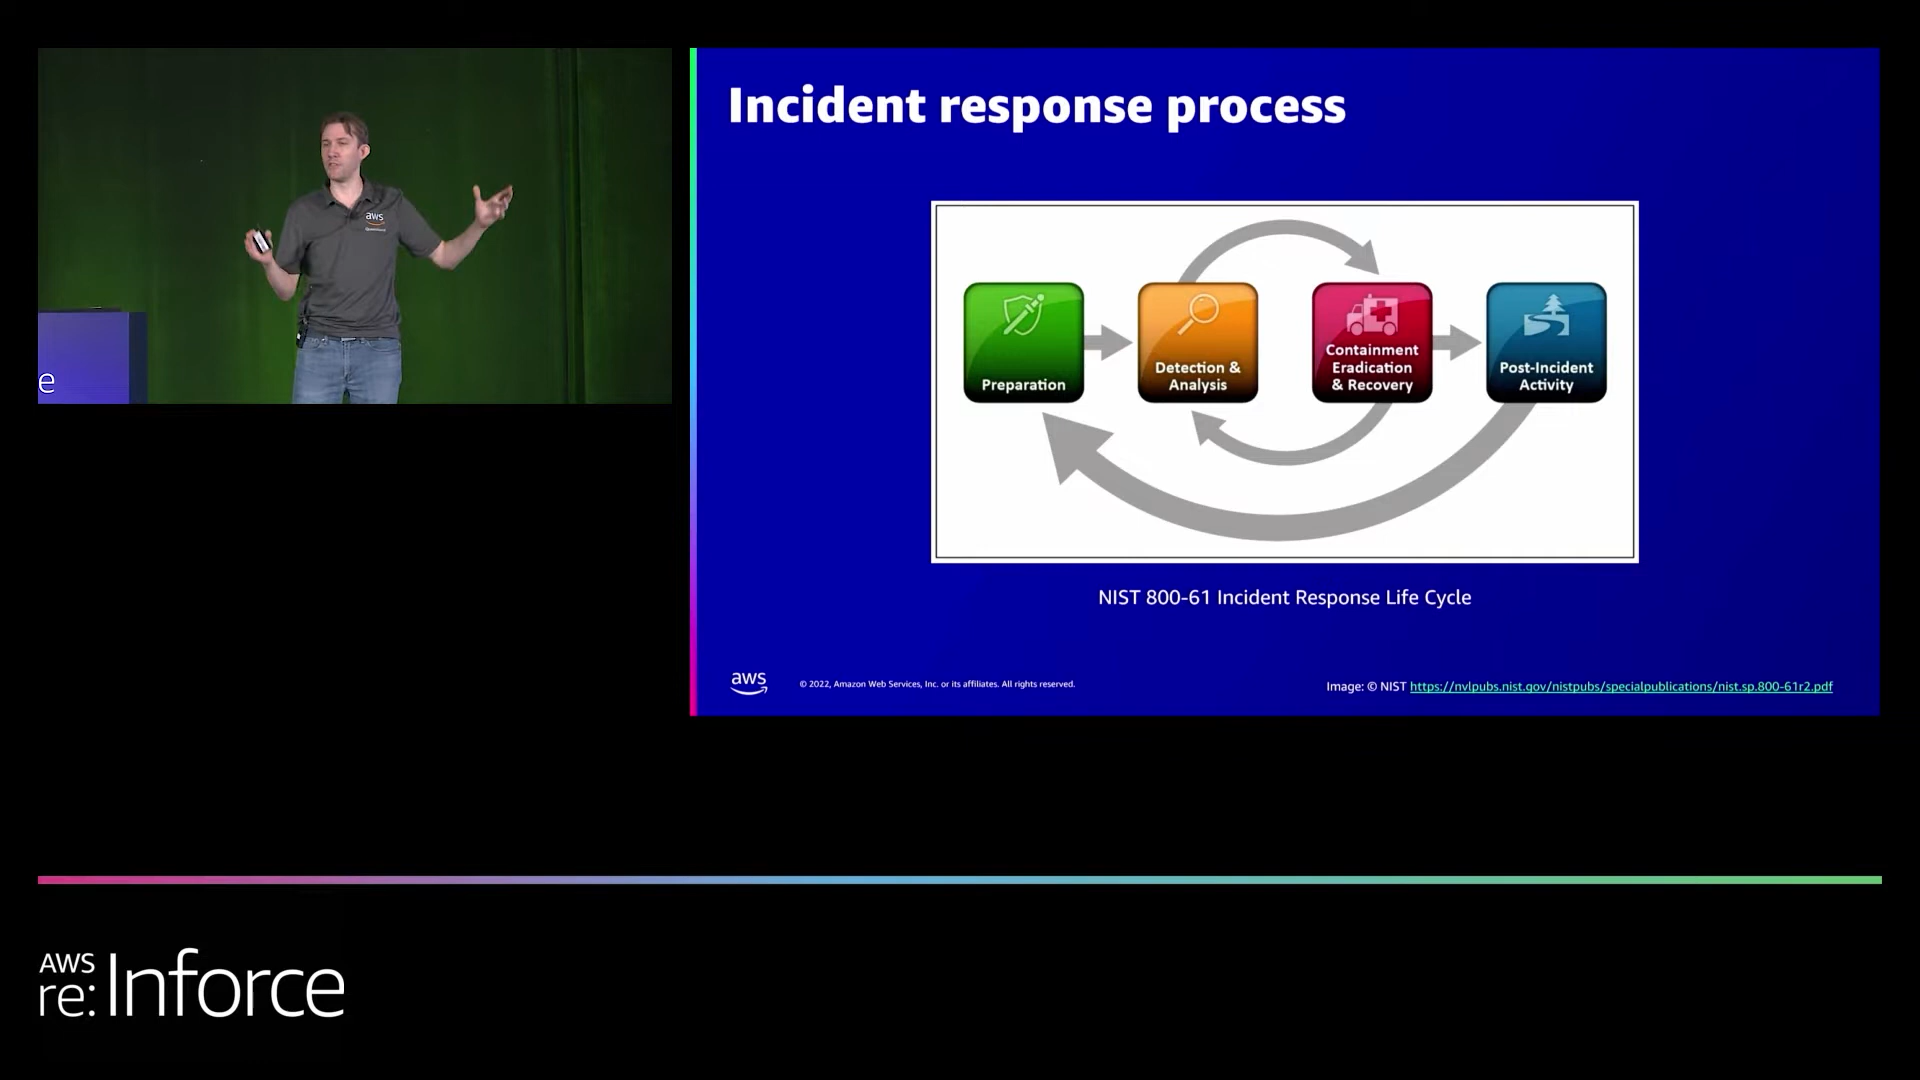 aws
e
Incident response process
Preparation
Detection &
Analysis
Containment
Eradication
& Recovery
Post-Incident
Activity
NIST 800-61 Incident Response Life Cycle
aws
© 2022, Amazon Web Services, Inc. or its affiliates. All rights reserved.
Image: © NIST https://nvlpubs.nist.gov/nistpubs/specialpublications/nist.sp.800-61r2.pdf
AWS
re:Inforce